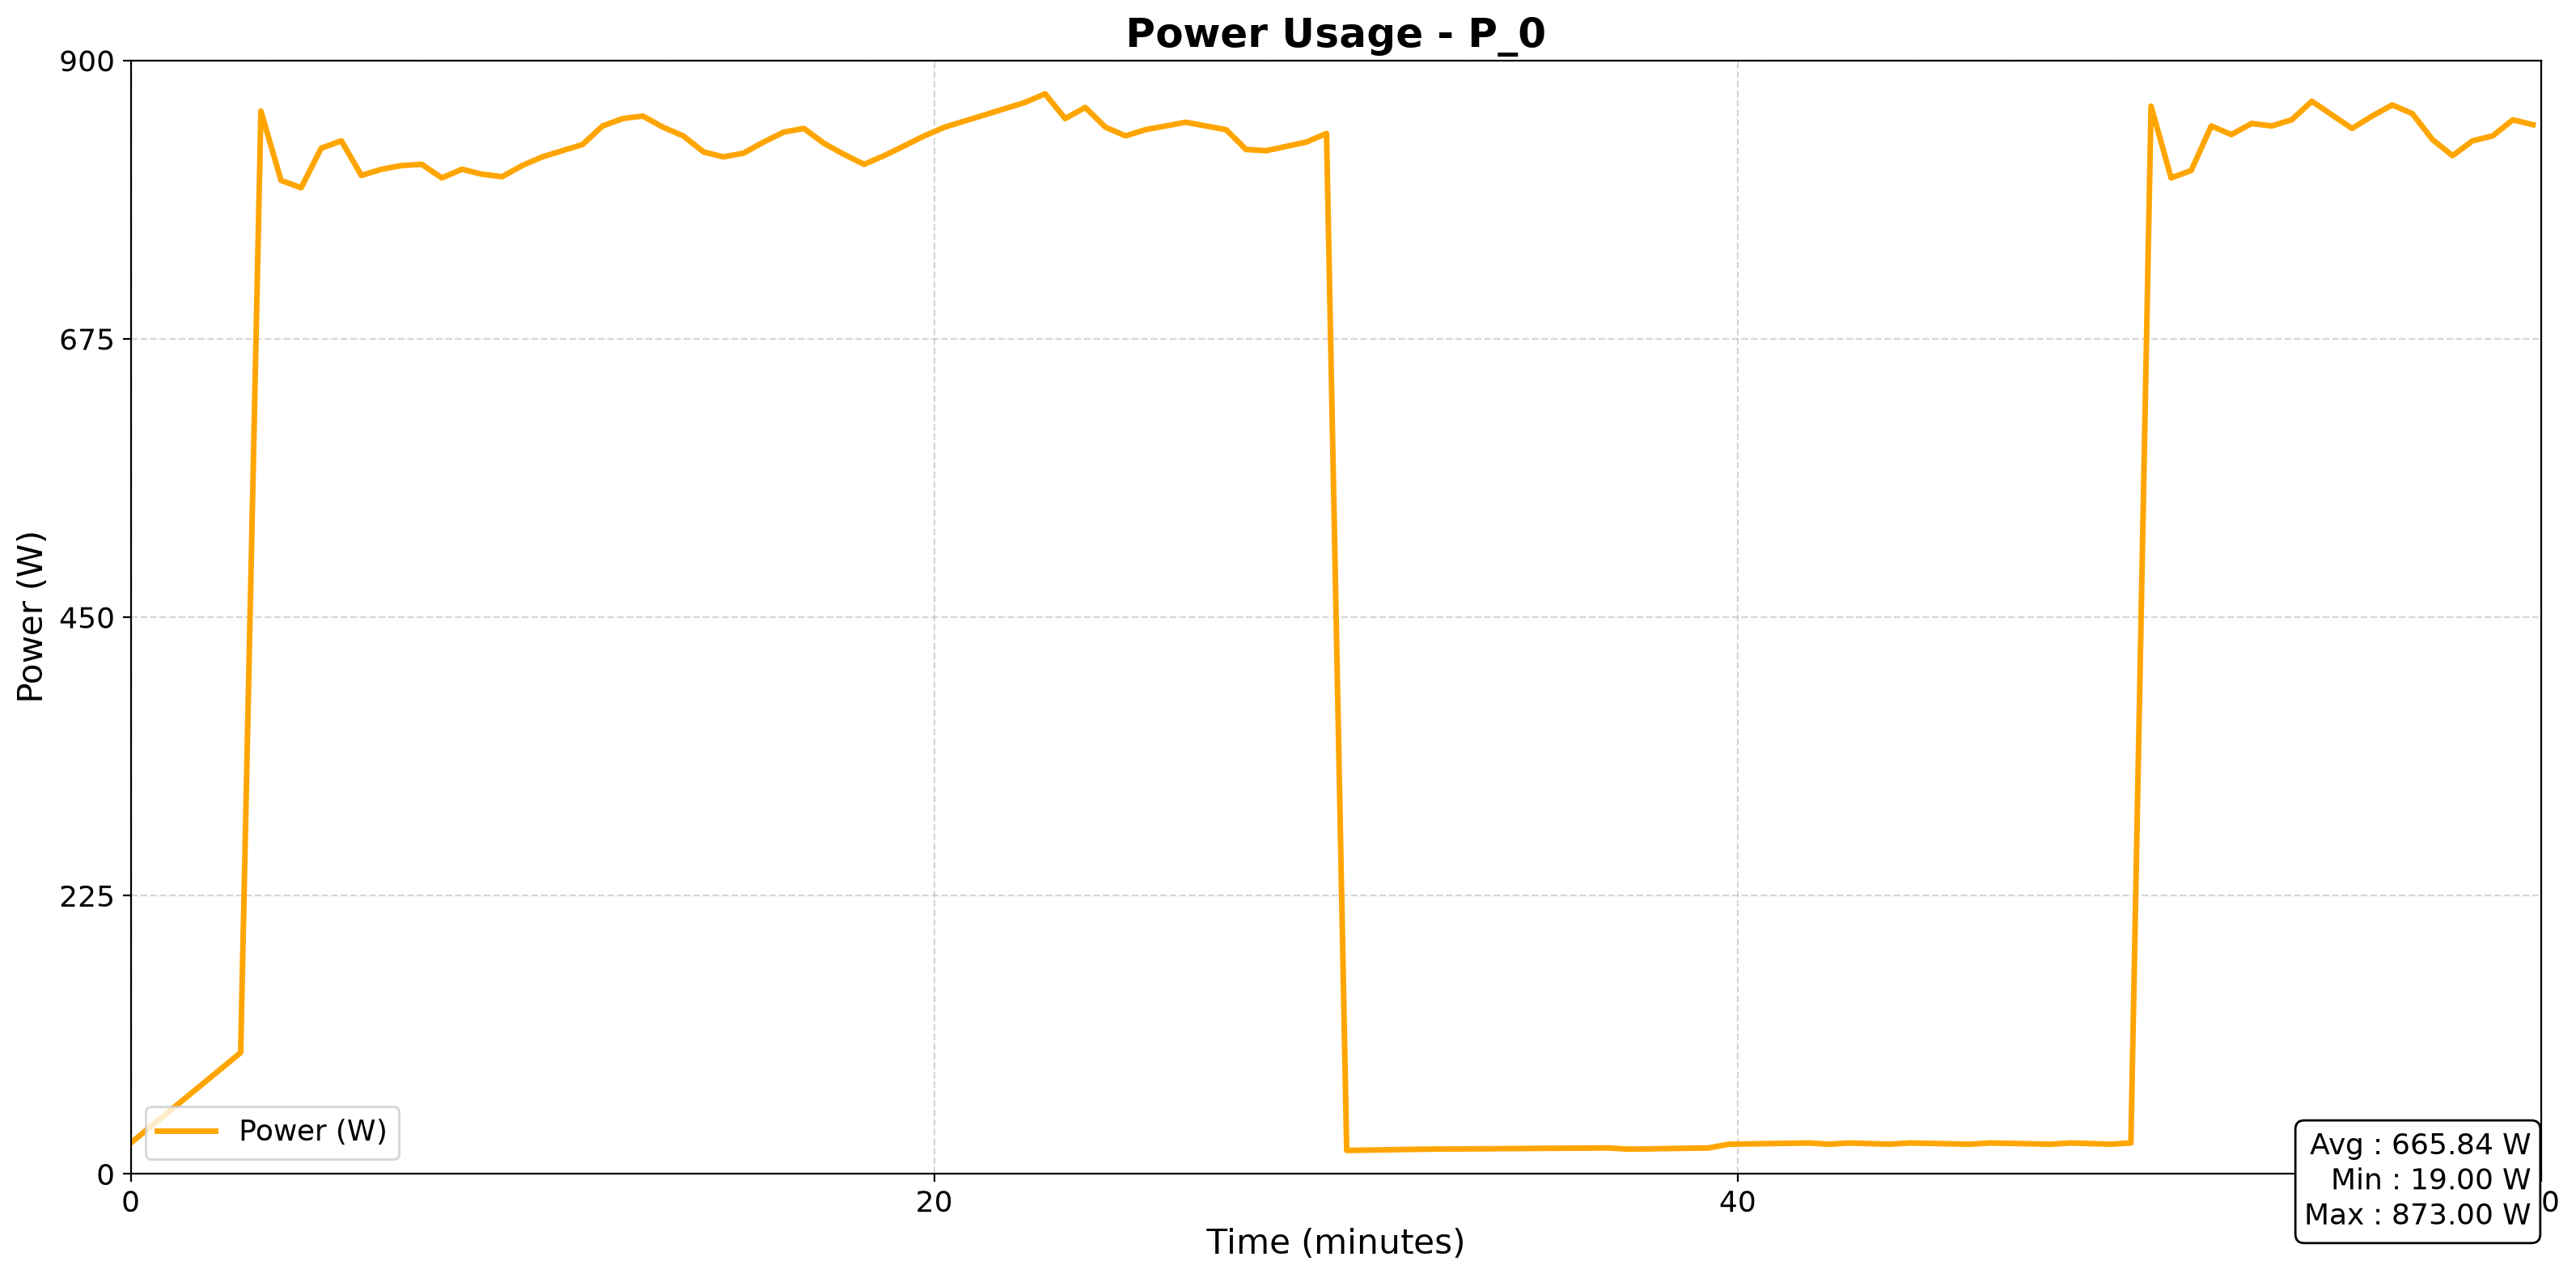 Power Usage - P_0
900
675
450
225
0
Power (W)
Power (W)
0
20
40
0
Time (minutes)
Avg : 665.84 W
Min : 19.00 W
Max : 873.00 W